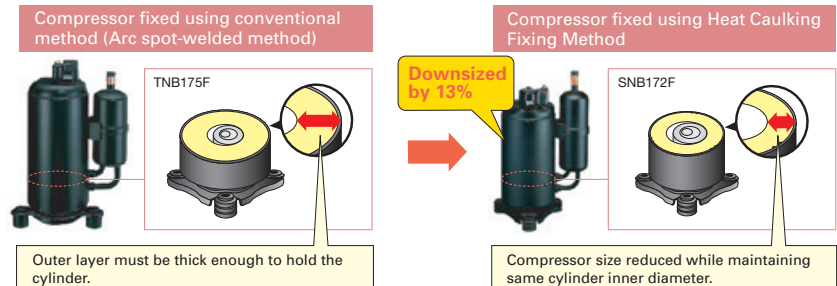 Compressor fixed using conventional
method (Arc spot-welded method)
TNB175F
Outer layer must be thick enough to hold the
cylinder.
Downsized
by 13%
Compressor fixed using Heat Caulking
Fixing Method
SNB172F
Compressor size reduced while maintaining
same cylinder inner diameter.